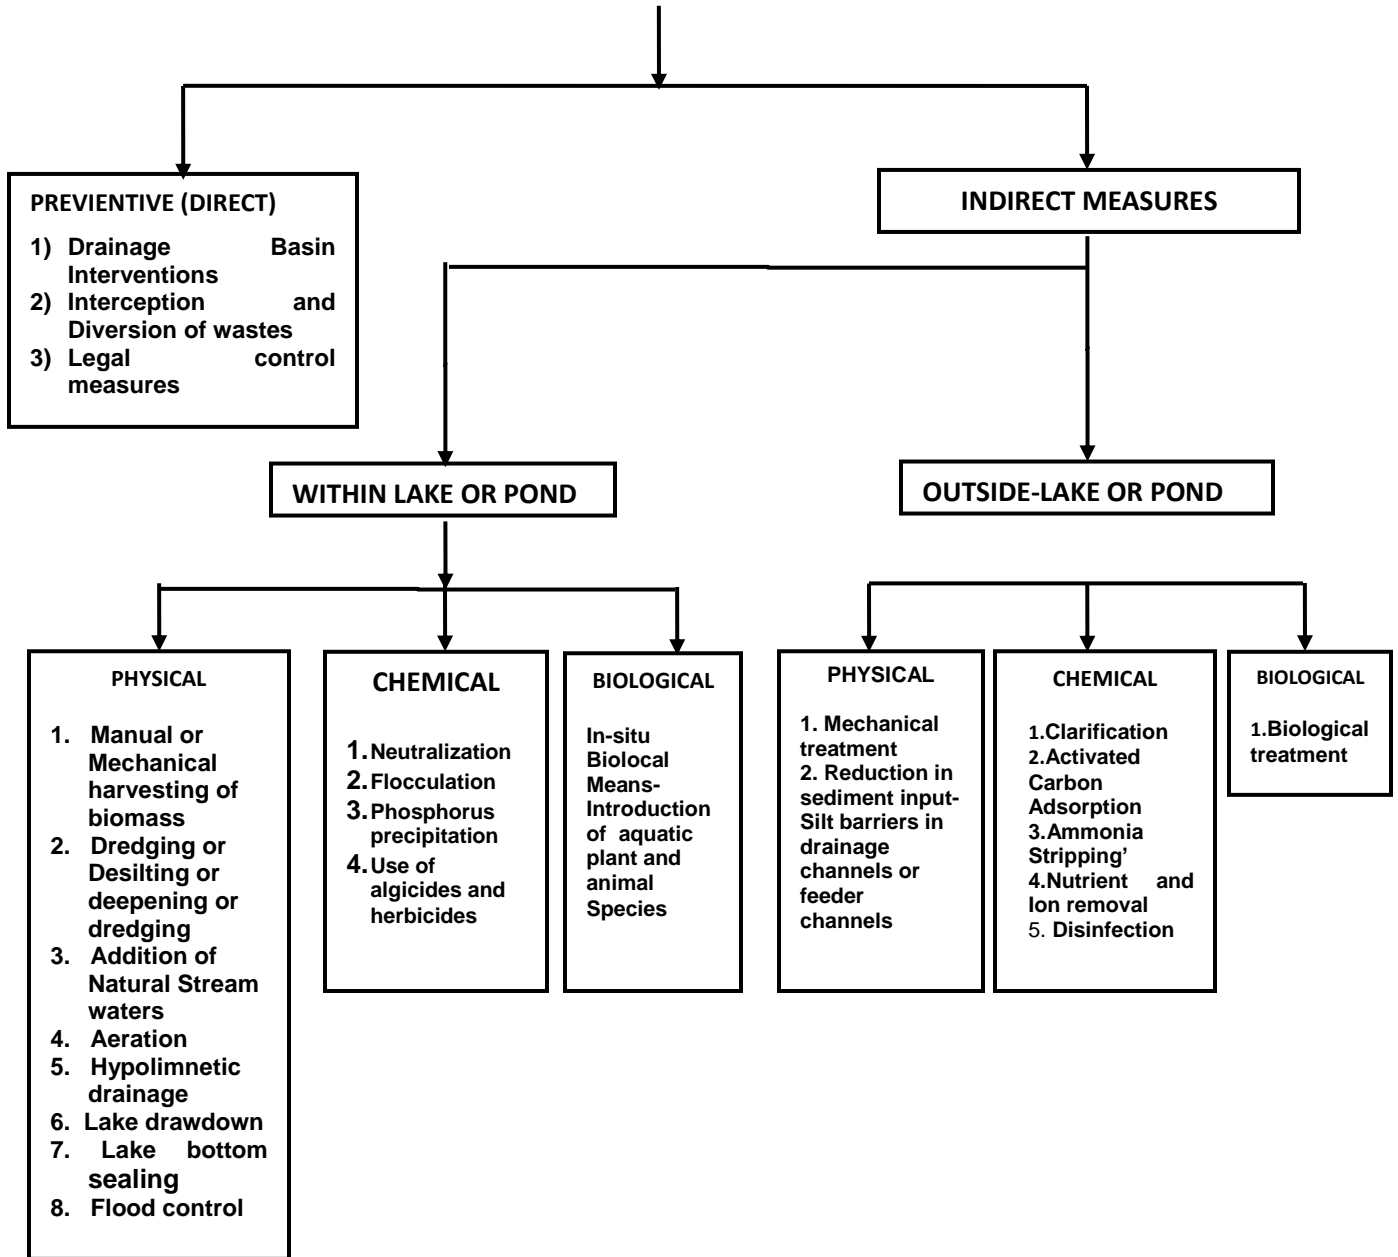 PREVIENTIVE (DIRECT)
1) Drainage Basin
Interventions
2) Interception and
Diversion of wastes
3) Legal control
measures
INDIRECT MEASURES
WITHIN LAKE OR POND
OUTSIDE-LAKE OR POND
PHYSICAL
1. Manual or
Mechanical
harvesting of
biomass
2. Dredging or
Desilting or
deepening or
dredging
3. Addition of
Natural Stream
waters
4. Aeration
5. Hypolimnetic
drainage
6. Lake drawdown
7. Lake bottom
sealing
8. Flood control
CHEMICAL
1. Neutralization
2. Flocculation
3. Phosphorus
precipitation
4. Use of
algicides and
herbicides
BIOLOGICAL
In-situ
Biolocal
Means-
Introduction
of aquatic
plant and
animal
Species
PHYSICAL
1. Mechanical
treatment
2. Reduction in
sediment input-
Silt barriers in
drainage
channels or
feeder
channels
CHEMICAL
1.Clarification
2.Activated
Carbon
Adsorption
3.Ammonia
Stripping’
4.Nutrient and
Ion removal
5. Disinfection
BIOLOGICAL
1.Biological
treatment